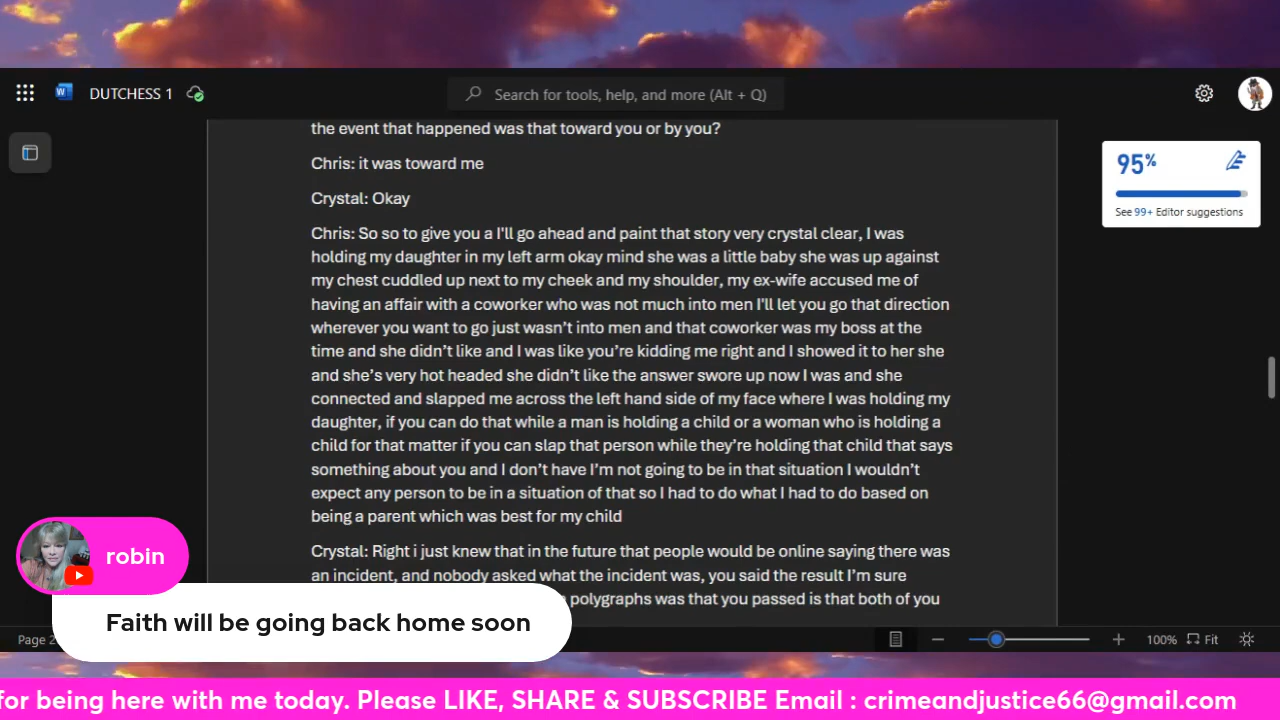 DUTCHESS 1
Search for tools, help, and more (Alt + Q)
the event that happened was that toward you or by you?
Chris: it was toward me
Crystal: Okay
Chris: So so to give you a I'll go ahead and paint that story very crystal clear, I was
holding my daughter in my left arm okay mind she was a little baby she was up against
my chest cuddled up next to my cheek and my shoulder, my ex-wife accused me of
having an affair with a coworker who was not much into men I'll let you go that direction
wherever you want to go just wasn't into men and that coworker was my boss at the
time and she didn't like and I was like you're kidding me right and I showed it to her she
and she's very hot headed she didn't like the answer swore up now I was and she
connected and slapped me across the left hand side of my face where I was holding my
daughter, if you can do that while a man is holding a child or a woman who is holding a
child for that matter if you can slap that person while they're holding that child that says
something about you and I don't have I'm not going to be in that situation I wouldn't
expect any person to be in a situation of that so I had to do what I had to do based on
being a parent which was best for my child
Crystal: Right i just knew that in the future that people would be online saying there was
an incident, and nobody asked what the incident was, you said the result I'm sure
polygraphs was that you passed is that both of you
95%
See 99+ Editor suggestions
robin
Faith will be going back home soon
Page 2
100%
Fit
for being here with me today. Please LIKE, SHARE & SUBSCRIBE Email : crimeandjustice66@gmail.com